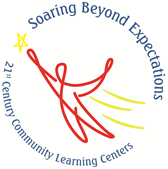 Soaring Beyond Expectations
21st Century Community Learning Centers